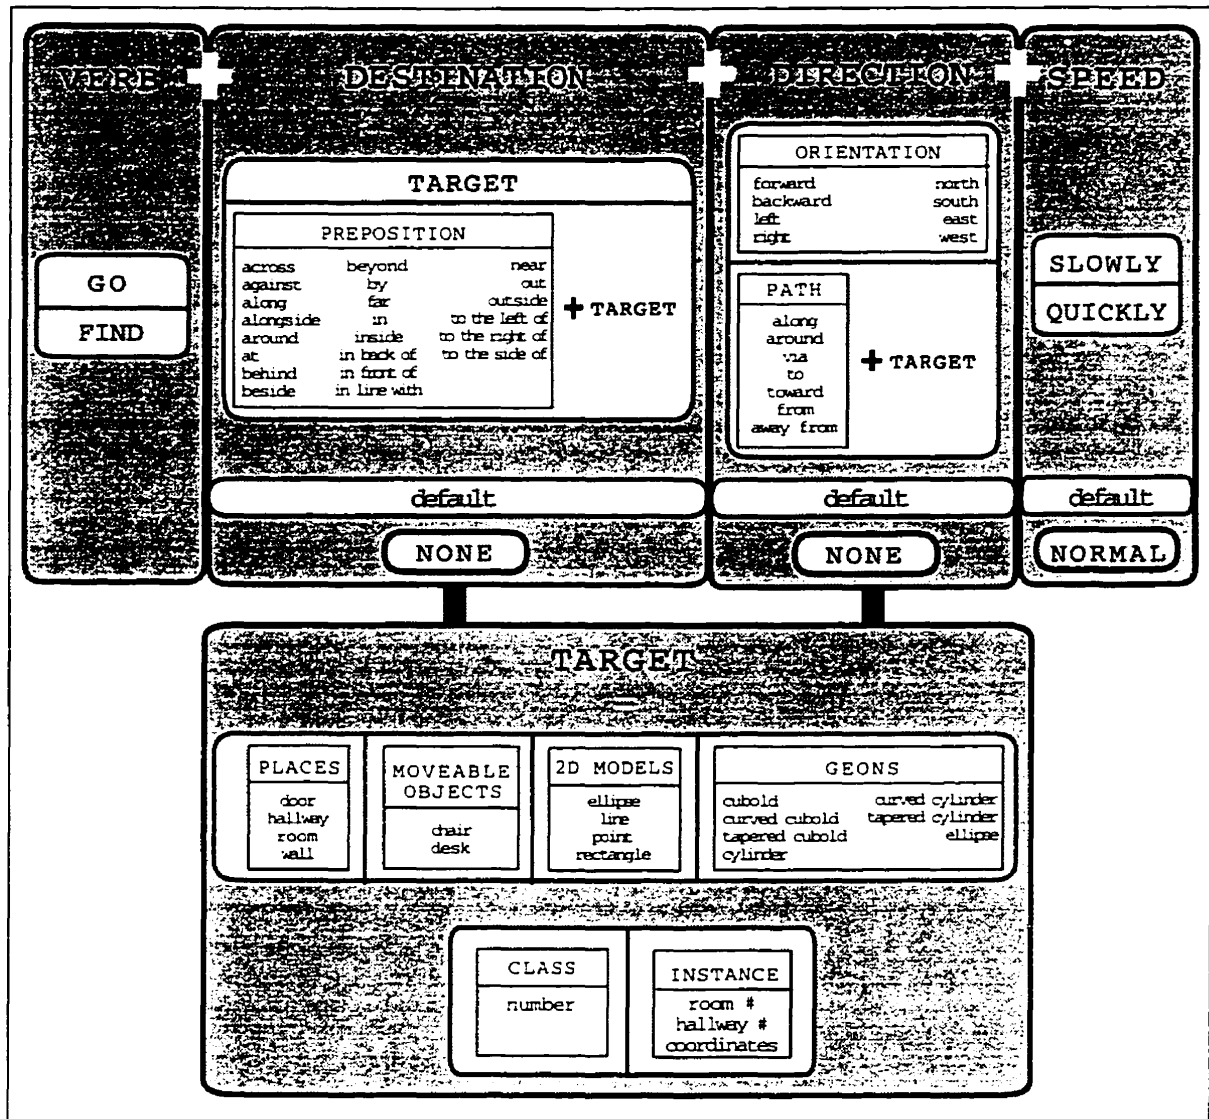 VERB + DESTINATION + DIRECTION + SPEED
GO
FIND
TARGET
PREPOSITION
across beyond near
against by out
along far outside
alongside in to the left of
around inside to the right of
at in back of to the side of
behind in front of
beside in line with
+ TARGET
default
NONE
ORIENTATION
forward north
backward south
left east
right west
PATH
along
around
via
to
toward
from
away from
+ TARGET
default
NONE
SLOWLY
QUICKLY
default
NORMAL
TARGET
=
PLACES
door
hallway
room
wall
MOVEABLE
OBJECTS
chair
desk
2D MODELS
ellipse
line
point
rectangle
GEONS
cubold curved cylinder
curved cubold tapered cylinder
tapered cubold ellipse
cylinder
CLASS
number
INSTANCE
room #
hallway #
coordinates